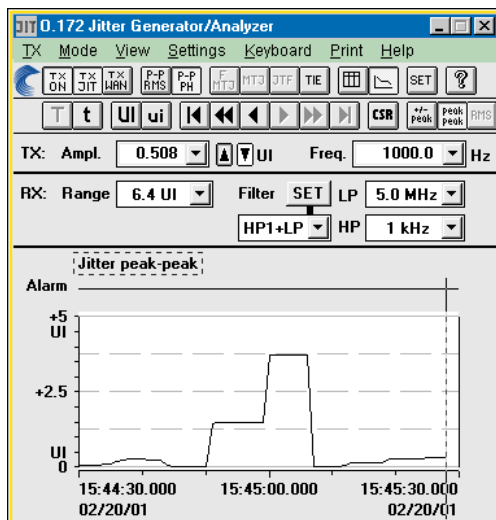 JIT O.172 Jitter Generator/Analyzer
TX Mode View Settings Keyboard Print Help
TX ON TX JIT TX WAN P-P RMS P-P PH F MTJ MTJ JTF TIE SET ?
T t UI ui CSR +/- peak Peak peak RMS
TX: Ampl. 0.508 UI Freq. 1000.0 Hz
RX: Range 6.4 UI Filter SET LP 5.0 MHz
HP1+LP HP 1 kHz
Jitter peak-peak
Alarm
+5
UI
+2.5
UI
0
15:44:30.000 15:45:00.000 15:45:30.000
02/20/01 02/20/01